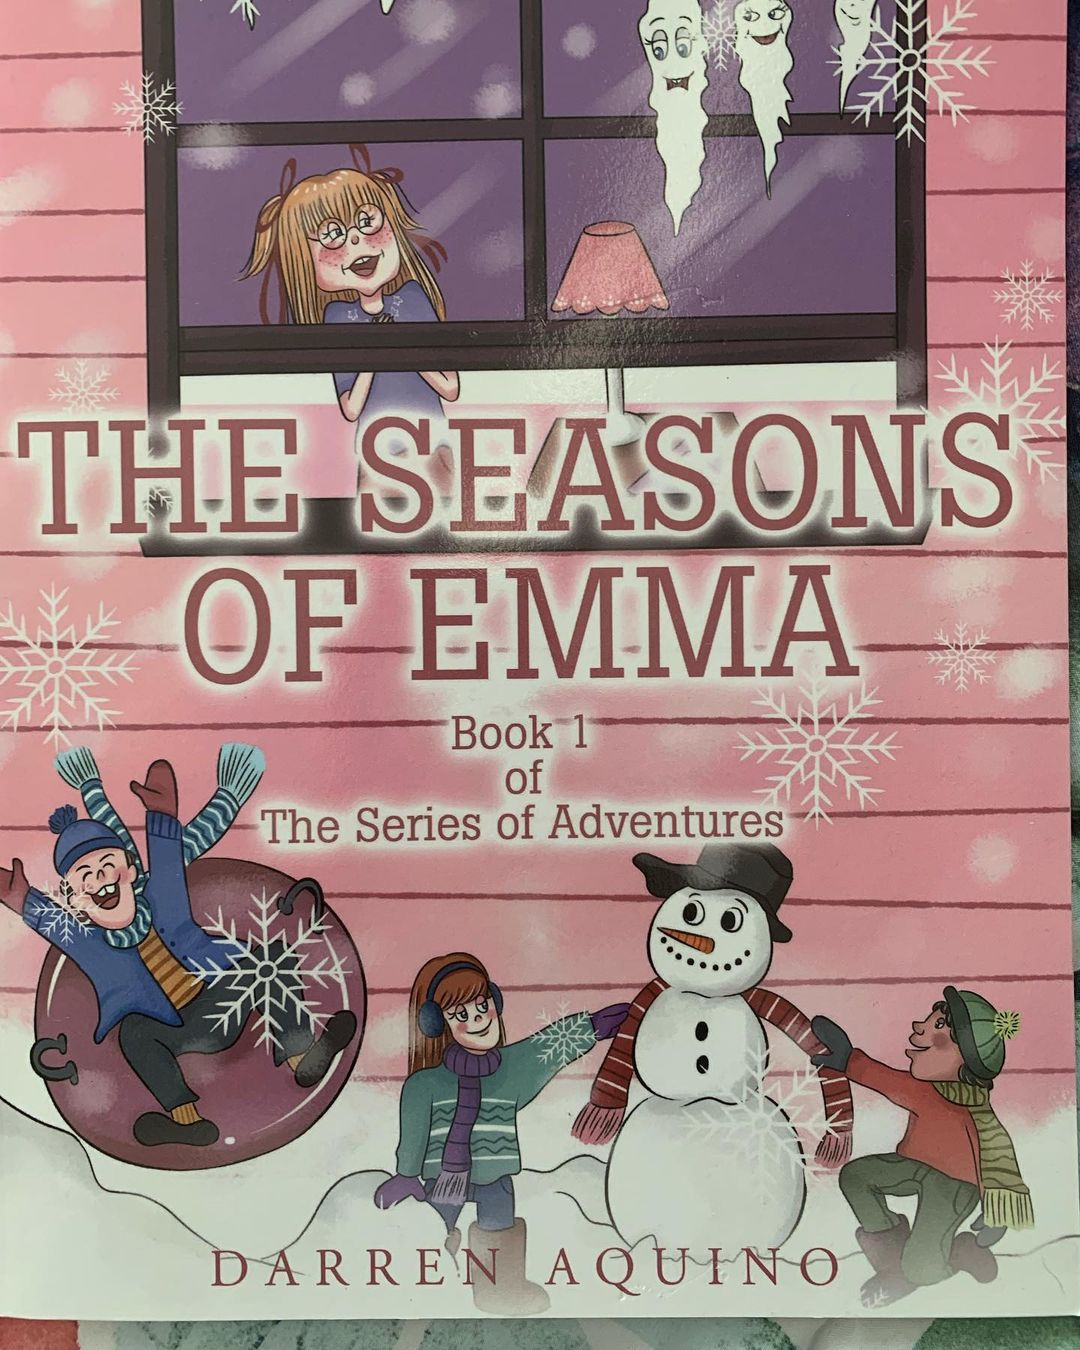 THE SEASONS
OF EMMA
Book 1
of
The Series of Adventures
DARREN AQUINO